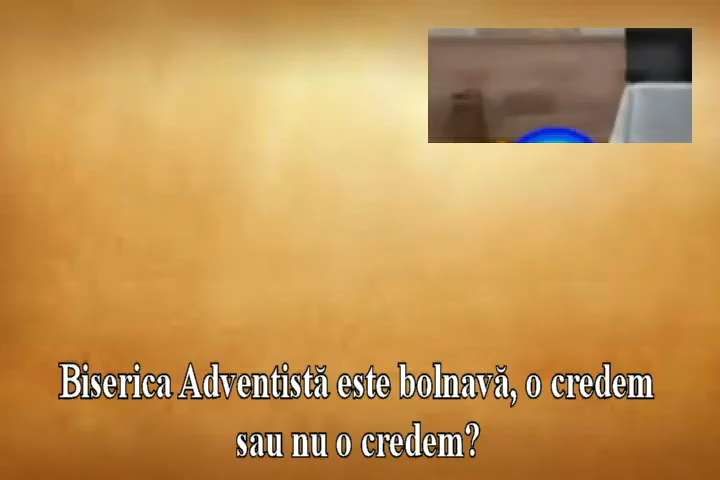 Biserica Adventistă este bolnavă, o credem
sau nu o credem?